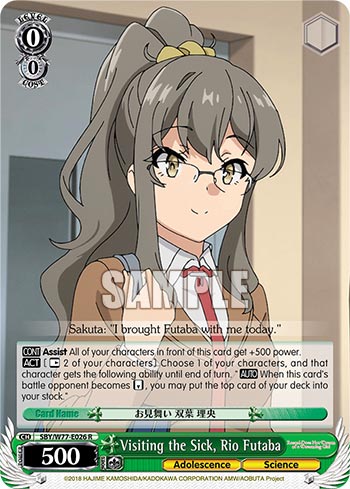 LEVEL
0
0
COST
SAMPLE
Sakuta: "I brought Futaba with me today."
CONT Assist All of your characters in front of this card get +500 power.
ACT [ 2 of your characters] Choose 1 of your characters, and that
character gets the following ability until end of turn. "AUTO When this card's
battle opponent becomes , you may put the top card of your deck into
your stock."
Card Name お見舞い 双葉 理央
CH SBY/W77-E026 R
500
Visiting the Sick, Rio Futaba
Adolescence Science
©2018 HAJIME KAMOSHIDA/KADOKAWA CORPORATION AMW/AOBUTA Project